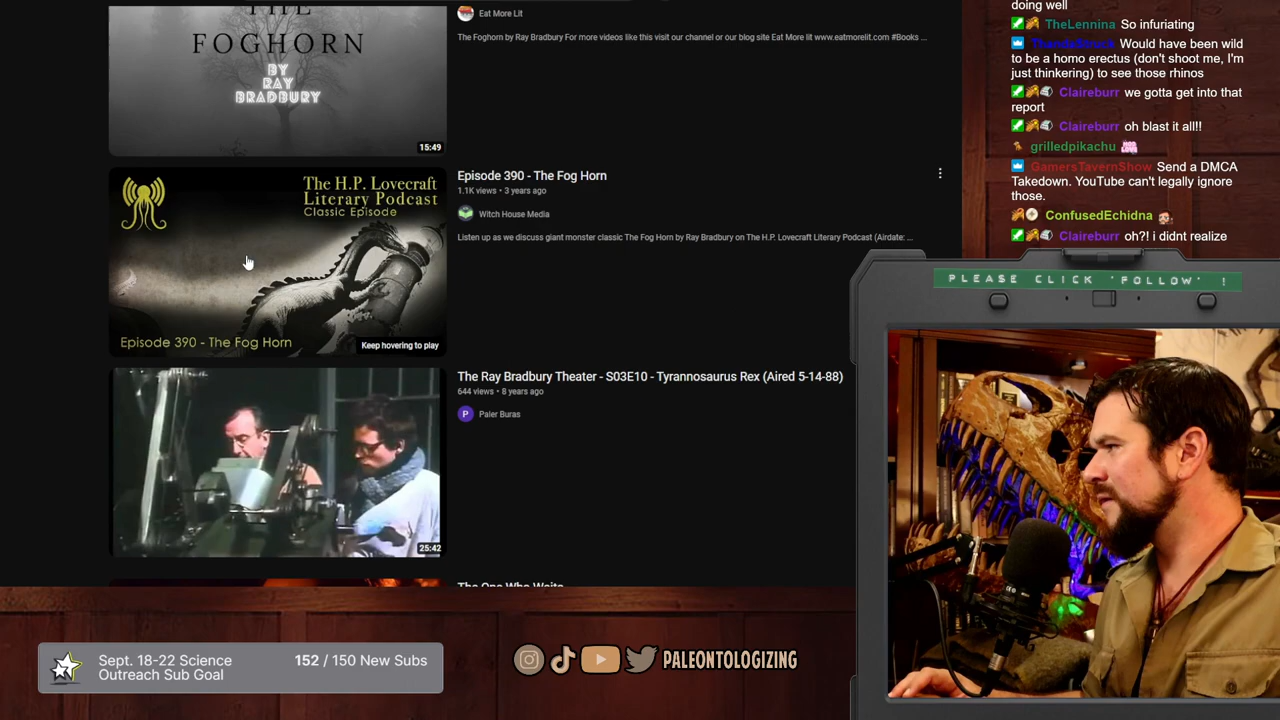 THE
FOGHORN
BY
RAY
BRADBURY
15:49
Eat More Lit
The Foghorn by Ray Bradbury For more videos like this visit our channel or our blog site Eat More lit www.eatmorelit.com #Books ...
The H.P. Lovecraft
Literary Podcast
Classic Episode
Episode 390 - The Fog Horn
Keep hovering to play
Episode 390 - The Fog Horn
1.1K views • 3 years ago
Witch House Media
Listen up as we discuss giant monster classic The Fog Horn by Ray Bradbury on The H.P. Lovecraft Literary Podcast (Airdate: ...
25:42
The Ray Bradbury Theater - S03E10 - Tyrannosaurus Rex (Aired 5-14-88)
644 views • 8 years ago
P
Paler Buras
The One Who Waits
doing well
TheLennina So infuriating
Would have been wild
to be a homo erectus (don't shoot me, I'm
just thinkering) to see those rhinos
Claireburr we gotta get into that
report
Claireburr oh blast it all!!
grilledpikachu
GamersTavernShow Send a DMCA
Takedown. YouTube can't legally ignore
those.
ConfusedEchidna
Claireburr oh?! i didnt realize
PLEASE CLICK 'FOLLOW' !
Sept. 18-22 Science
Outreach Sub Goal
152 / 150 New Subs
PALEONTOLOGIZING